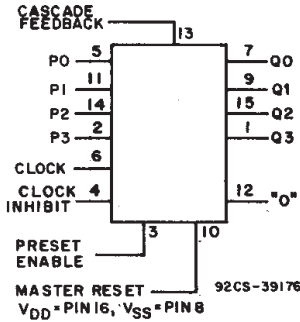 CASCADE
FEEDBACK
13
P0 5 7 Q0
P1 11 9 Q1
P2 14 15 Q2
P3 2 1 Q3
CLOCK 6
CLOCK
INHIBIT 4 12 "0"
PRESET
ENABLE 3 10
MASTER RESET 92CS-39176
VDD = PIN 16, VSS = PIN 8